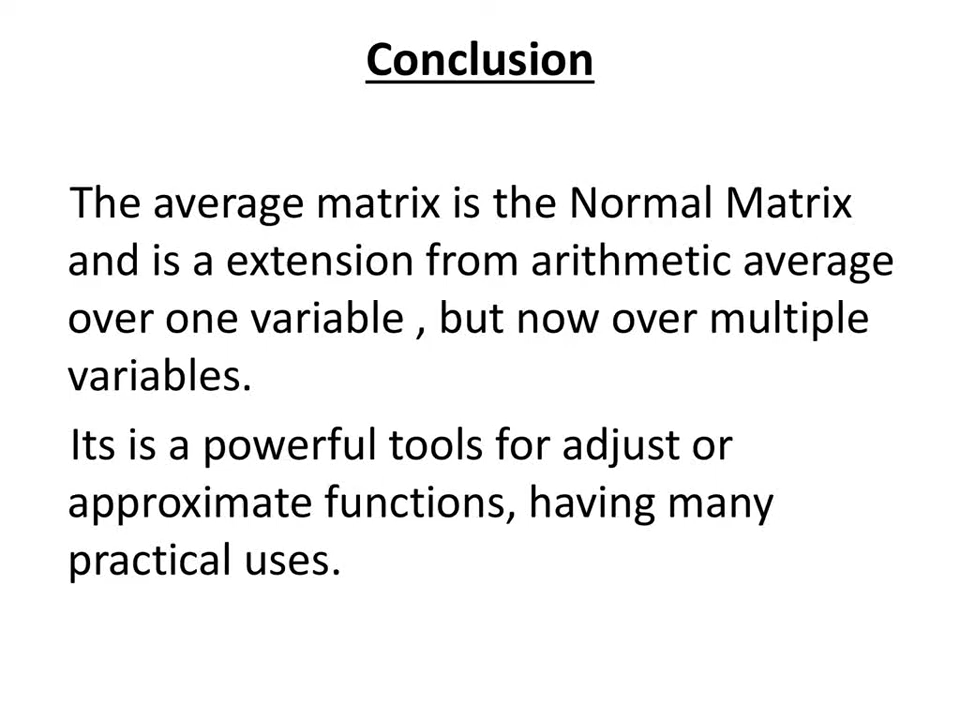 Conclusion
The average matrix is the Normal Matrix
and is a extension from arithmetic average
over one variable , but now over multiple
variables.
Its is a powerful tools for adjust or
approximate functions, having many
practical uses.